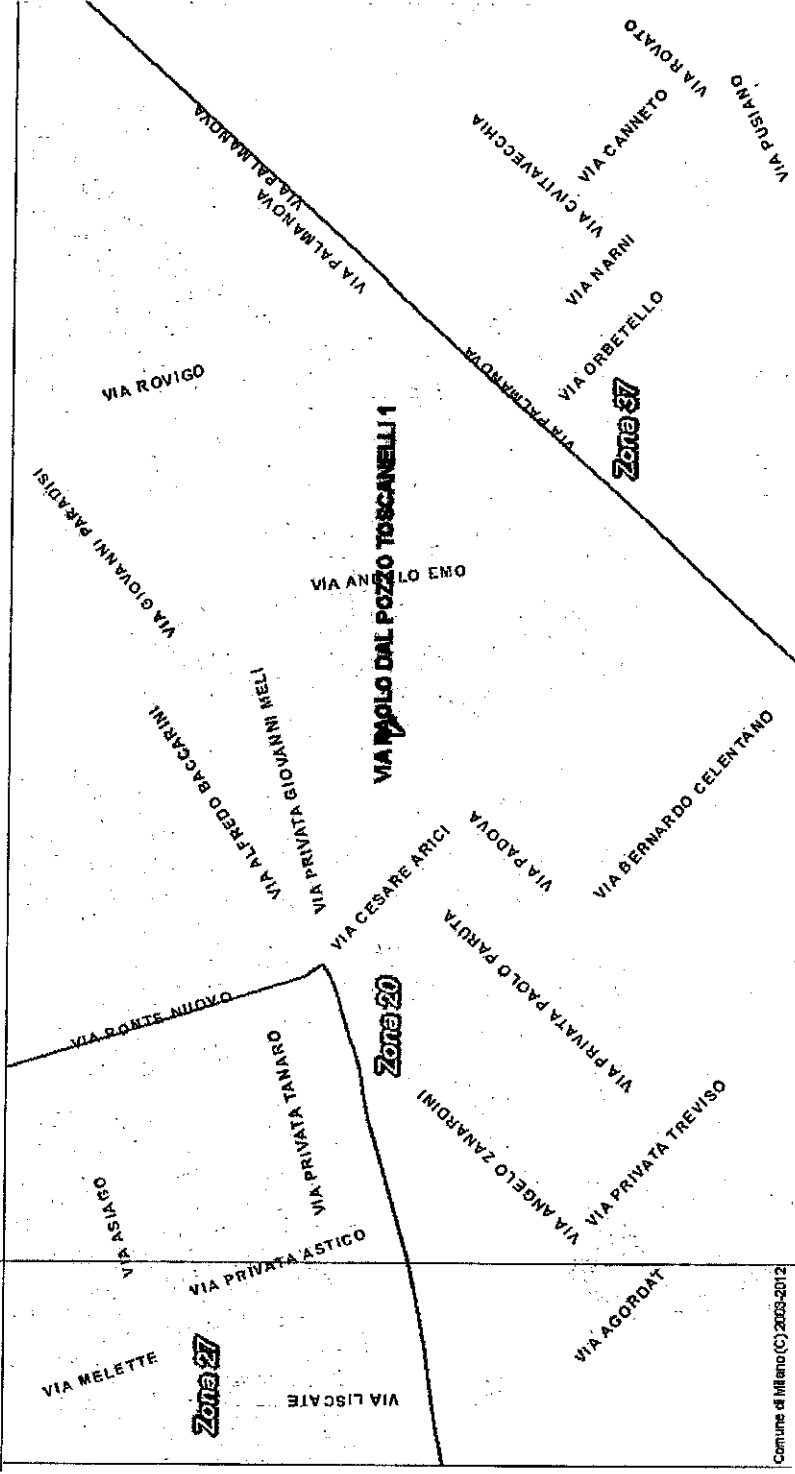 VIA PALMANOVA
VIA PALMANOVA
VIA PALMANOVA
VIA PALMANOVA
VIA ROVATO
VIA PUSIANO
VIA CANNETO
VIA CIVITAVECCHIA
VIA NARNI
VIA ORBETELLO
Zona 37
VIA ROVIGO
VIA GIOVANNI PARADISI
VIA ANGELO EMO
VIA PAOLO DAL POZZO TOSCANELLI 1
VIA ALFREDO BACCARINI
VIA PRIVATA GIOVANNI MELI
VIA CESARE ARICI
VIA PADOVA
VIA BERNARDO CELENTANO
VIA PRIVATA PAOLO PARUTA
Zona 20
VIA PONTE NUOVO
VIA PRIVATA TANARO
VIA ANGELO ZANARDINI
VIA PRIVATA TREVISO
VIA ASIAGO
VIA PRIVATA ASTICO
VIA MELETTE
Zona 27
VIA LISCATE
VIA AGORDAT
Comune di Milano (C) 2003-2012